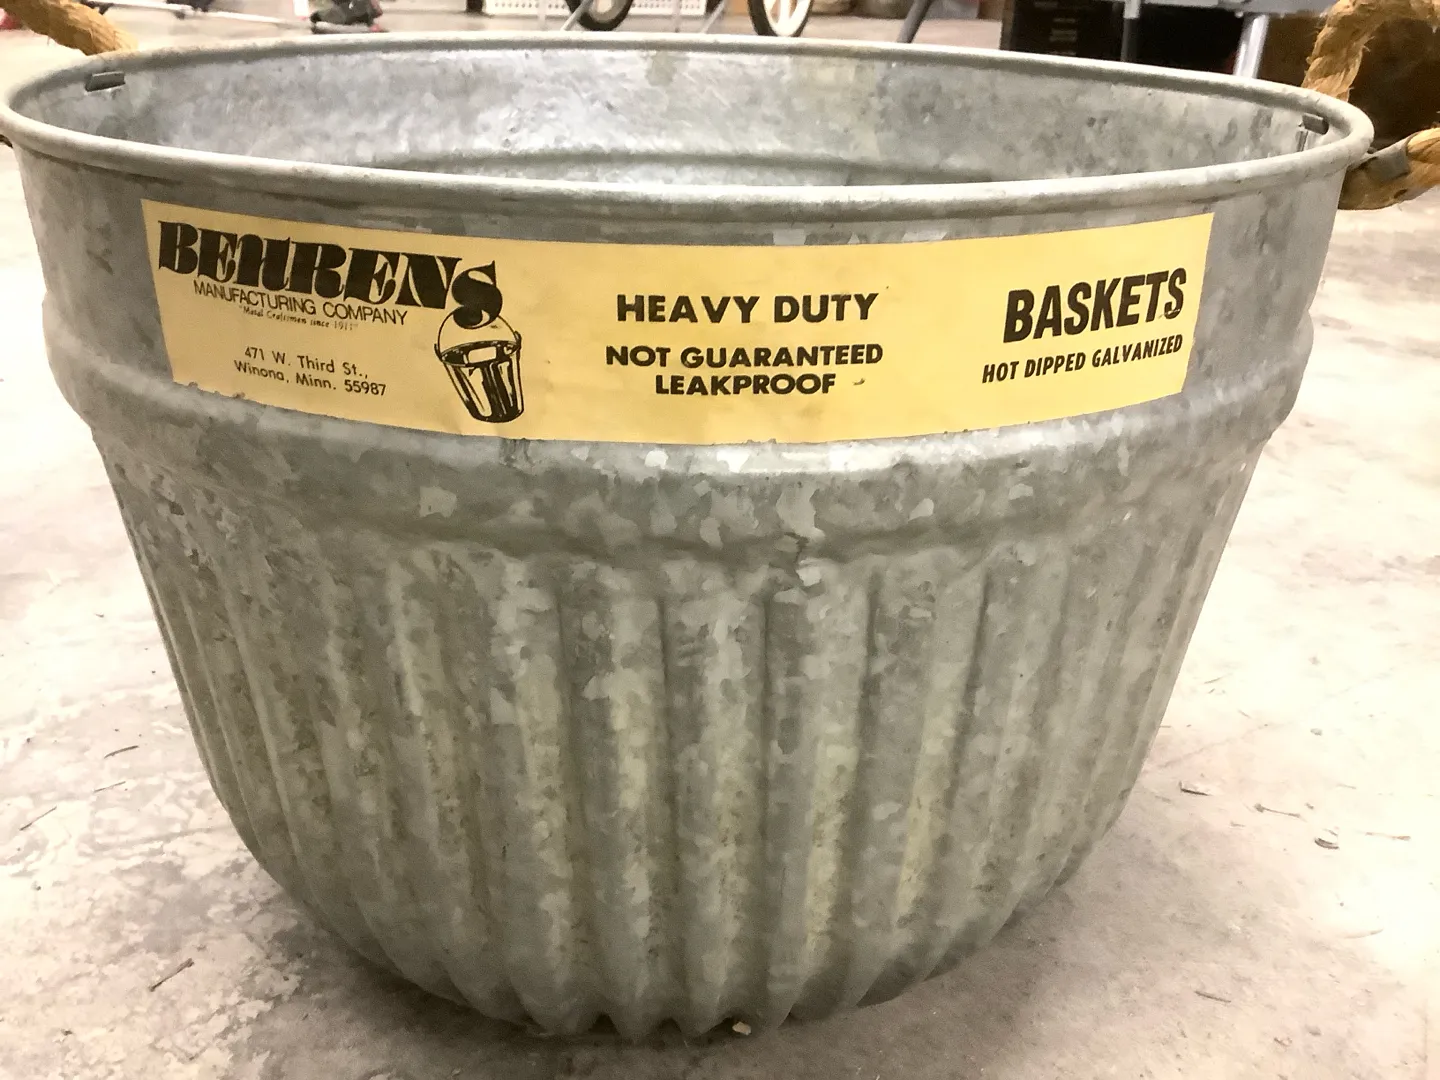 BEHRENS
MANUFACTURING COMPANY
"Metal Craftsmen since 1911"
471 W. Third St.,
Winona, Minn. 55987
HEAVY DUTY
NOT GUARANTEED
LEAKPROOF
BASKETS
HOT DIPPED GALVANIZED